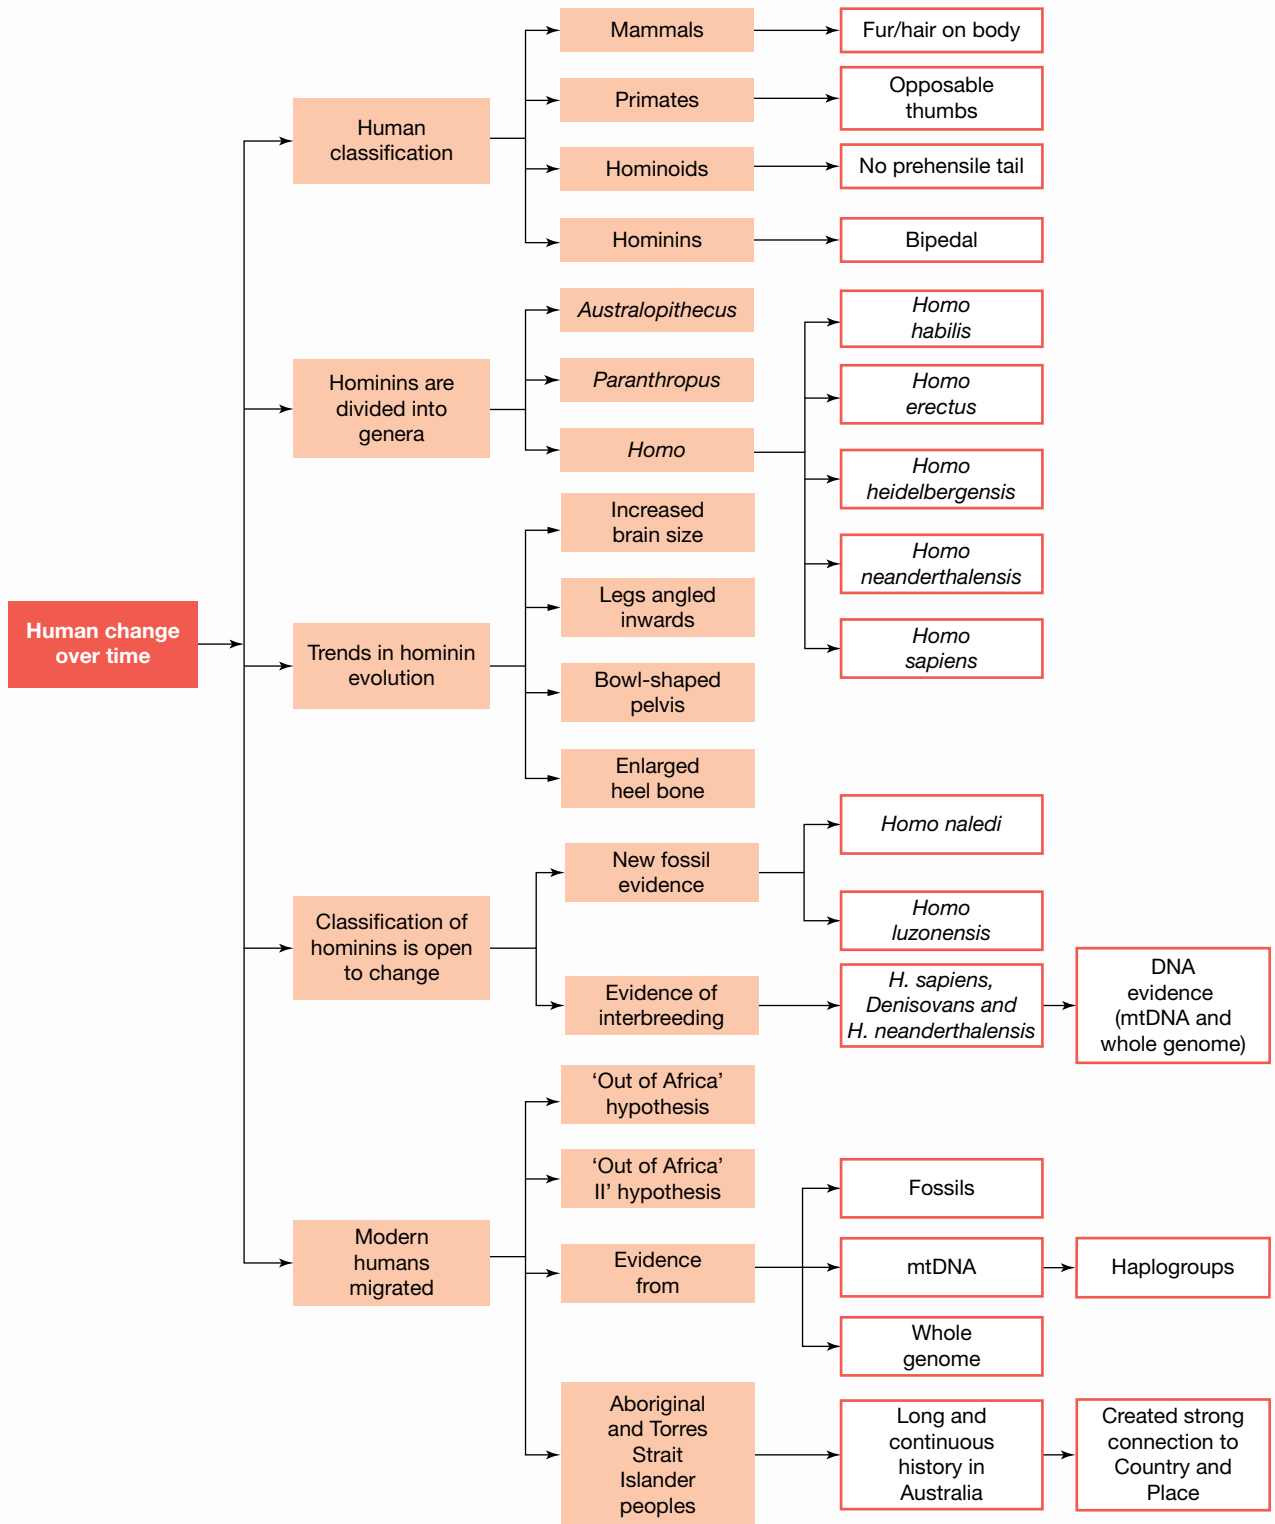 Human change
over time
Human
classification
Mammals
Fur/hair on body
Primates
Opposable
thumbs
Hominoids
No prehensile tail
Hominins
Bipedal
Hominins are
divided into
genera
Australopithecus
Paranthropus
Homo
Homo
habilis
Homo
erectus
Homo
heidelbergensis
Homo
neanderthalensis
Homo
sapiens
Trends in hominin
evolution
Increased
brain size
Legs angled
inwards
Bowl-shaped
pelvis
Enlarged
heel bone
Classification of
hominins is open
to change
New fossil
evidence
Homo naledi
Homo
luzonensis
Evidence of
interbreeding
H. sapiens,
Denisovans and
H. neanderthalensis
DNA
evidence
(mtDNA and
whole genome)
Modern
humans
migrated
‘Out of Africa’
hypothesis
‘Out of Africa’
II’ hypothesis
Evidence
from
Fossils
mtDNA
Haplogroups
Whole
genome
Aboriginal
and Torres
Strait
Islander
peoples
Long and
continuous
history in
Australia
Created strong
connection to
Country and
Place